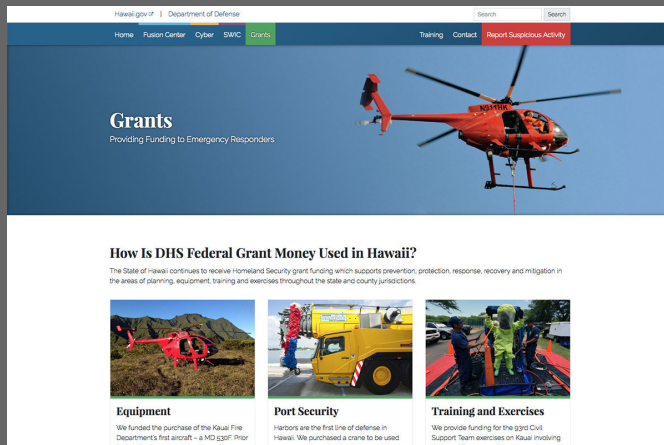 Hawaii.gov | Department of Defense
Search Search
Home Fusion Center Cyber SWIC Grants Training Contact Report Suspicious Activity
N911HK
Grants
Providing Funding to Emergency Responders
How Is DHS Federal Grant Money Used in Hawaii?
The State of Hawaii continues to receive Homeland Security grant funding which supports prevention, protection, response, recovery and mitigation in
the areas of planning, equipment, training and exercises throughout the state and county jurisdictions.
Equipment
We funded the purchase of the Kauai Fire
Department's first aircraft – a MD 530F. Prior
Port Security
Harbors are the first line of defense in
Hawaii. We purchased a crane to be used
Training and Exercises
We provide funding for the 93rd Civil
Support Team exercises on Kauai involving